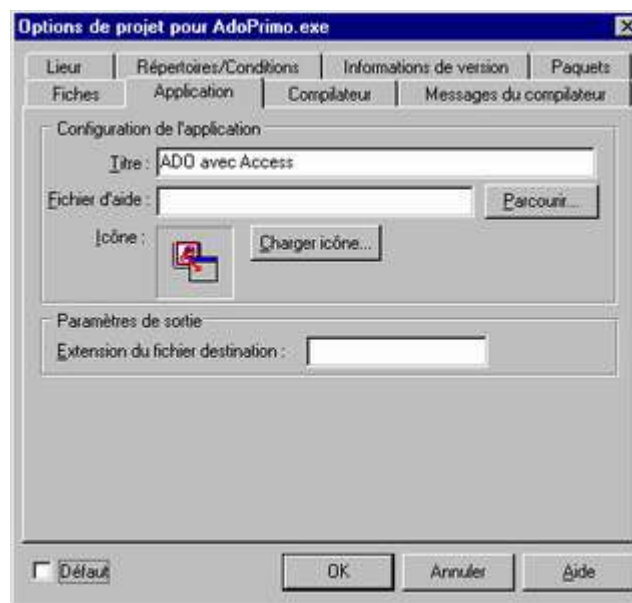 Options de projet pour AdoPrimo.exe
Lieur Répertoires/Conditions Informations de version Paquets
Fiches Application Compilateur Messages du compilateur
Configuration de l'application
Titre : ADO avec Access
Fichier d'aide : Parcourir...
Icône : Charger icône...
Paramètres de sortie
Extension du fichier destination :
Défaut OK Annuler Aide